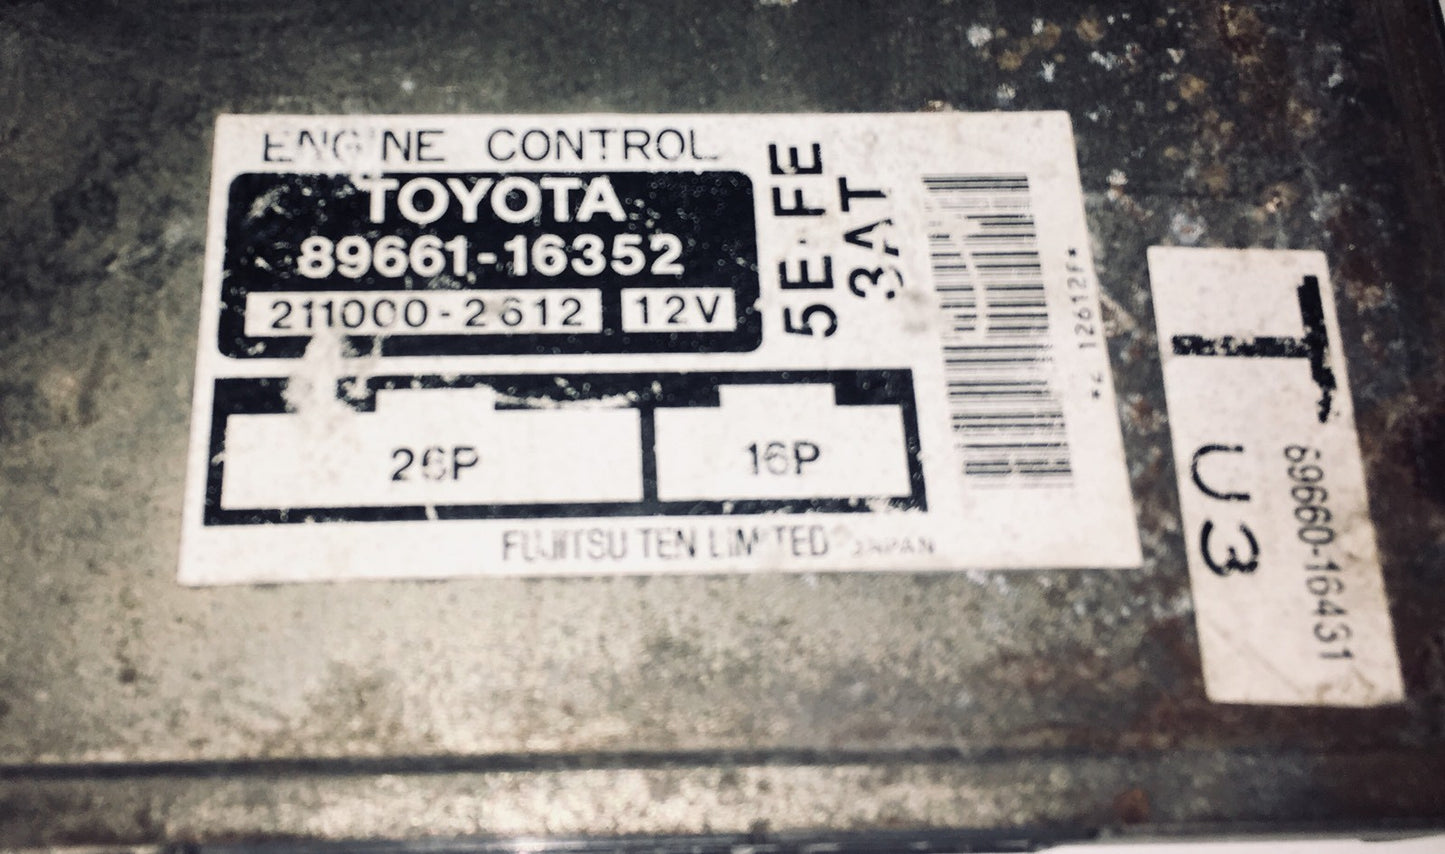 ENGINE CONTROL
TOYOTA
89661-16352
211000-2612 12V
5E-FE
3AT
*< 12612F*
26P 16P
FUJITSU TEN LIMITED JAPAN
T
U3
89660-16431